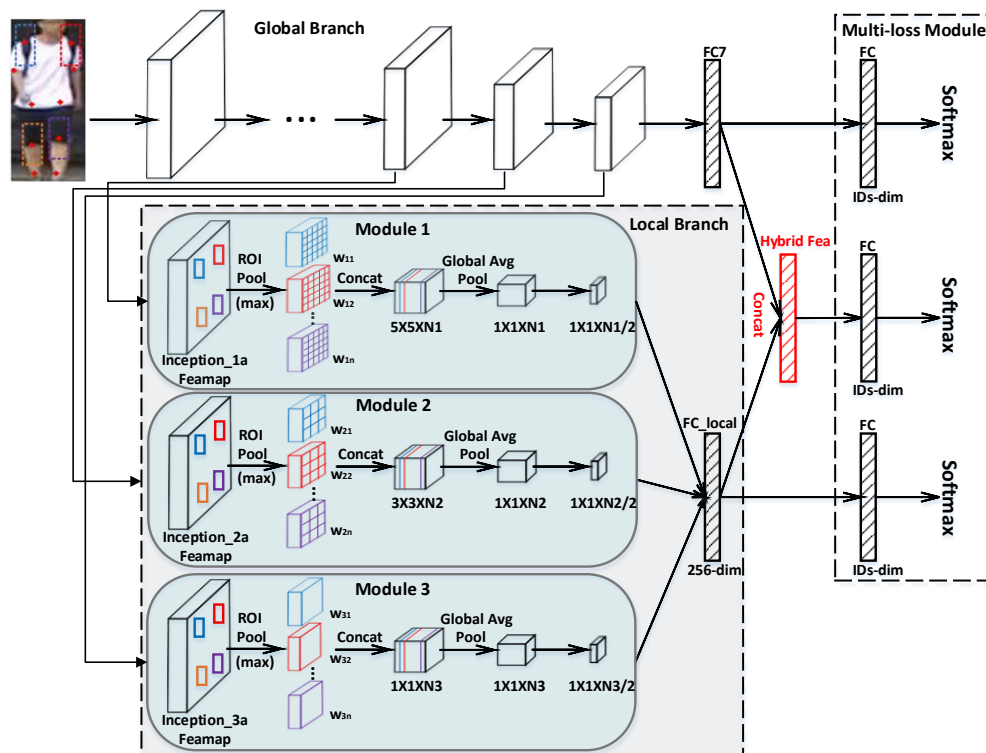 Global Branch
...
FC7
Multi-loss Module
FC
Softmax
IDs-dim
Local Branch
Module 1
ROI
Pool
(max)
W11
W12
W1n
Concat
Global Avg
Pool
5X5XN1
1X1XN1
1X1XN1/2
Inception_1a
Feamap
Hybrid Fea
Concat
FC
Softmax
IDs-dim
Module 2
ROI
Pool
(max)
W21
W22
W2n
Concat
Global Avg
Pool
3X3XN2
1X1XN2
1X1XN2/2
Inception_2a
Feamap
FC_local
256-dim
FC
Softmax
IDs-dim
Module 3
ROI
Pool
(max)
W31
W32
W3n
Concat
Global Avg
Pool
1X1XN3
1X1XN3
1X1XN3/2
Inception_3a
Feamap